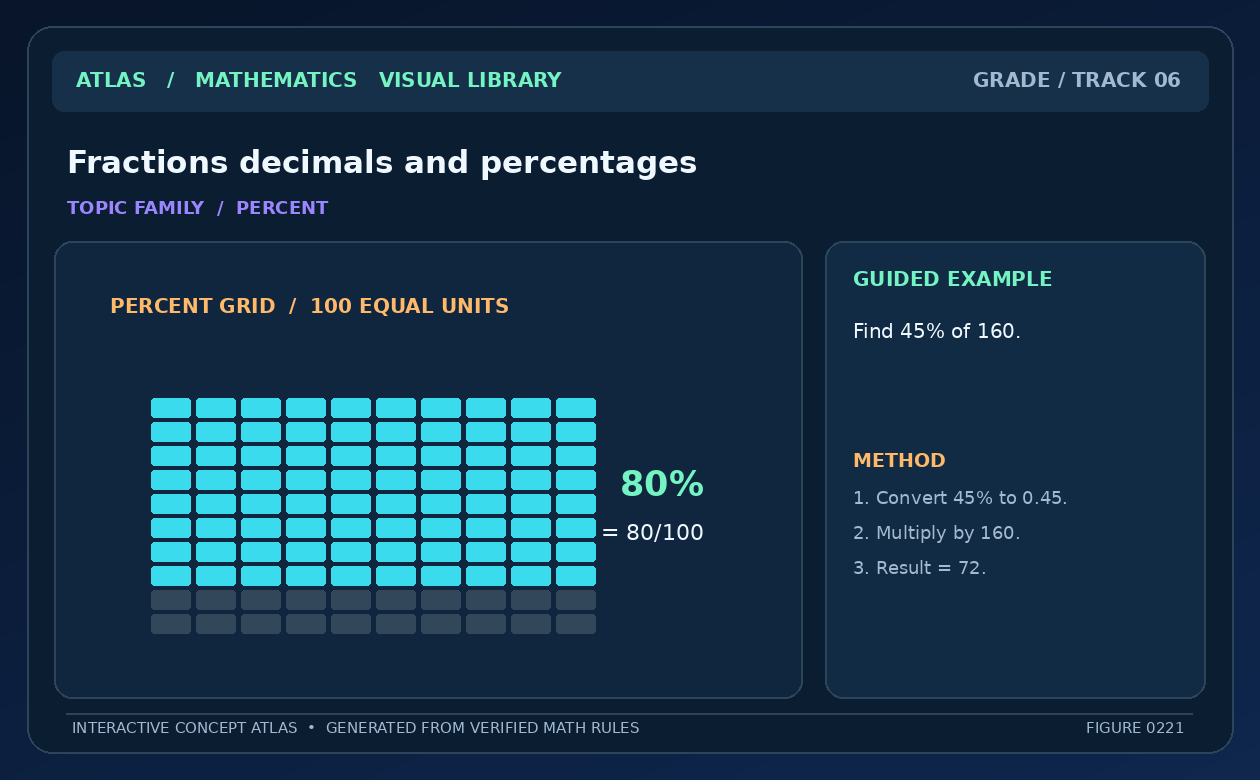 ATLAS / MATHEMATICS VISUAL LIBRARY
GRADE / TRACK 06
Fractions decimals and percentages
TOPIC FAMILY / PERCENT
PERCENT GRID / 100 EQUAL UNITS
80%
= 80/100
GUIDED EXAMPLE
Find 45% of 160.
METHOD
1. Convert 45% to 0.45.
2. Multiply by 160.
3. Result = 72.
INTERACTIVE CONCEPT ATLAS • GENERATED FROM VERIFIED MATH RULES
FIGURE 0221